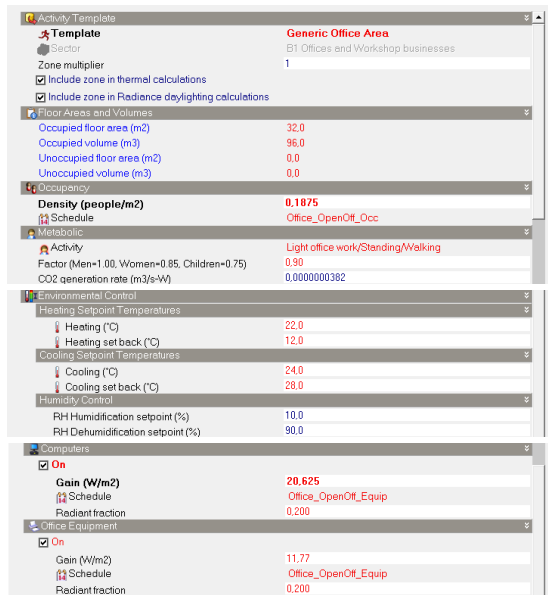 Activity Template
Template Generic Office Area
Sector B1 Offices and Workshop businesses
Zone multiplier 1
Include zone in thermal calculations
Include zone in Radiance daylighting calculations
Floor Areas and Volumes
Occupied floor area (m2) 32,0
Occupied volume (m3) 96,0
Unoccupied floor area (m2) 0,0
Unoccupied volume (m3) 0,0
Occupancy
Density (people/m2) 0,1875
Schedule Office_OpenOff_Occ
Metabolic
Activity Light office work/Standing/Walking
Factor (Men=1.00, Women=0.85, Children=0.75) 0,90
CO2 generation rate (m3/s-W) 0,0000000382
Environmental Control
Heating Setpoint Temperatures
Heating (°C) 22,0
Heating set back (°C) 12,0
Cooling Setpoint Temperatures
Cooling (°C) 24,0
Cooling set back (°C) 28,0
Humidity Control
RH Humidification setpoint (%) 10,0
RH Dehumidification setpoint (%) 90,0
Computers
On
Gain (W/m2) 20,625
Schedule Office_OpenOff_Equip
Radiant fraction 0,200
Office Equipment
On
Gain (W/m2) 11,77
Schedule Office_OpenOff_Equip
Radiant fraction 0,200